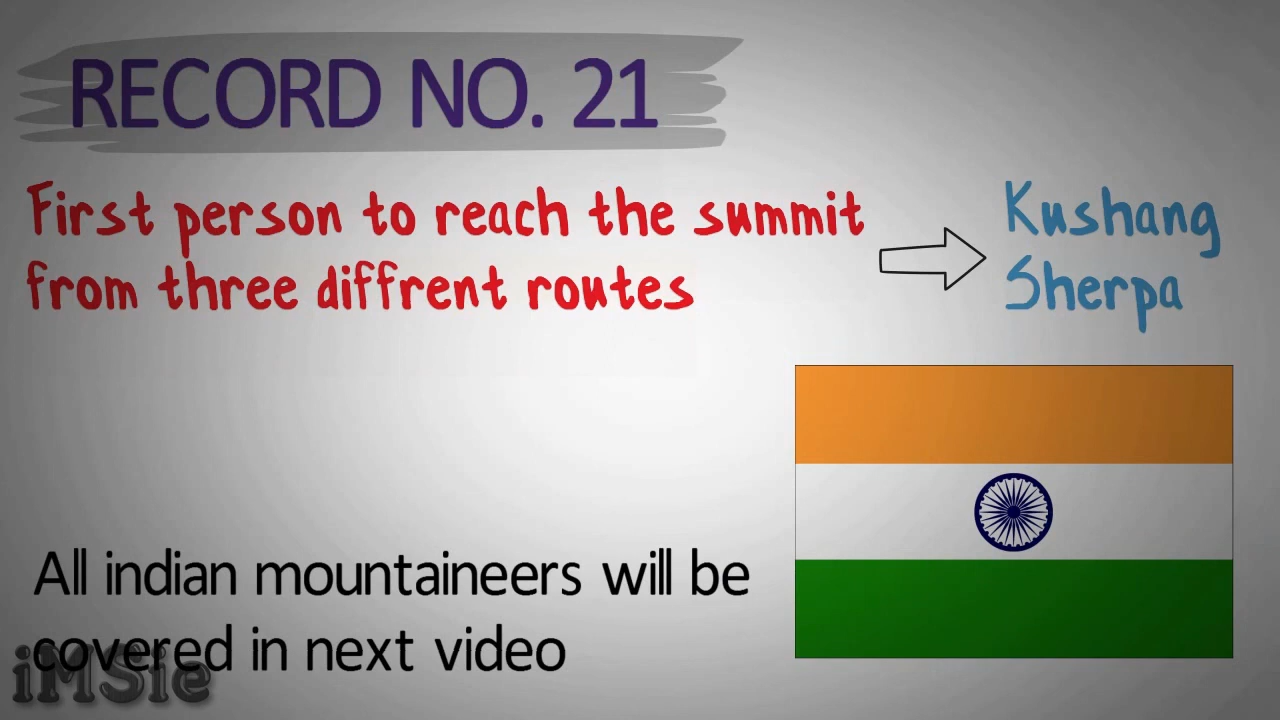 RECORD NO. 21
First person to reach the summit
from three diffrent routes
Kushang
Sherpa
All indian mountaineers will be
covered in next video
iMSie